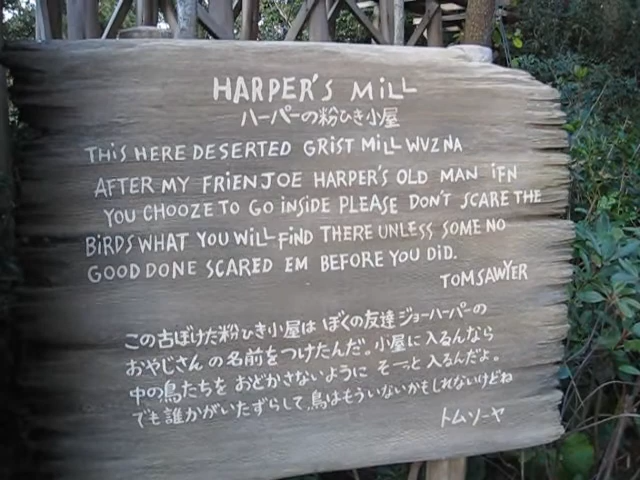 HARPER'S MILL
ハーパーの粉ひき小屋
THIS HERE DESERTED GRIST MILL WUZ NA
AFTER MY FRIEN JOE HARPER'S OLD MAN IFN
YOU CHOOZE TO GO INSIDE PLEASE DON'T SCARE THE
BIRDS WHAT YOU WILL FIND THERE UNLESS SOME NO
GOOD DONE SCARED EM BEFORE YOU DID.
TOM SAWYER
この古ぼけた粉ひき小屋は ぼくの友達 ジョーハーパーの
おやじさんの名前をつけたんだ。小屋に入るんなら
中の鳥たちを おどかさないように そーっと入るんだよ。
でも誰かがいたずらして、鳥はもういないかもしれないけどね
トムソーヤ